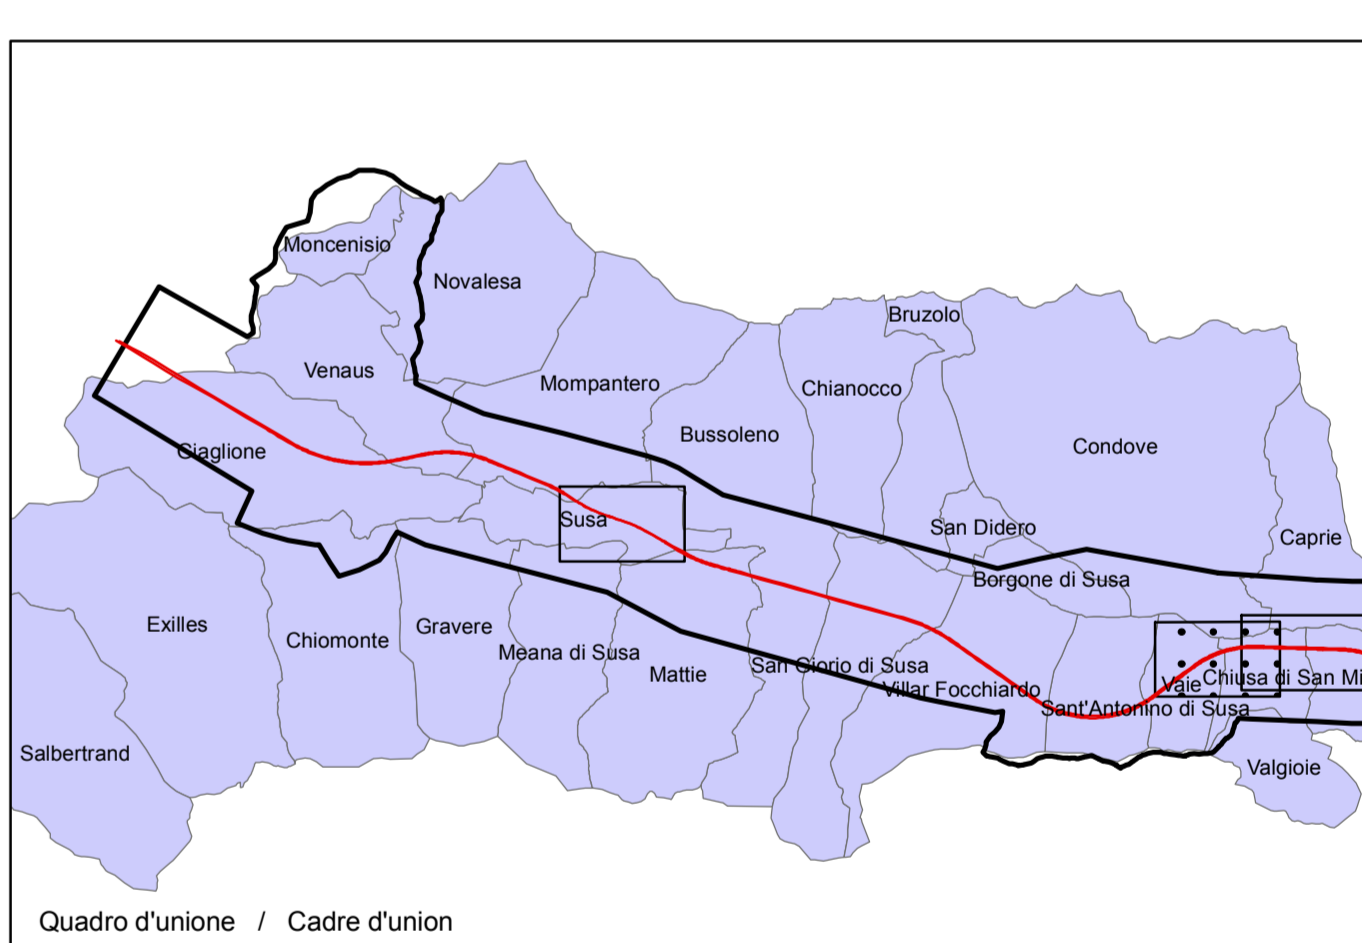 Moncenisio
Novalesa
Bruzolo
Venaus
Mompantero
Chianocco
Bussoleno
Condove
Giaglione
Susa
San Didero
Caprie
Borgone di Susa
Exilles
Chiomonte
Gravere
Meana di Susa
Mattie
San Giorio di Susa
Villar Focchiardo
Vaie
Chiusa di San Mi
Sant'Antonino di Susa
Salbertrand
Valgioie
Quadro d'unione / Cadre d'union